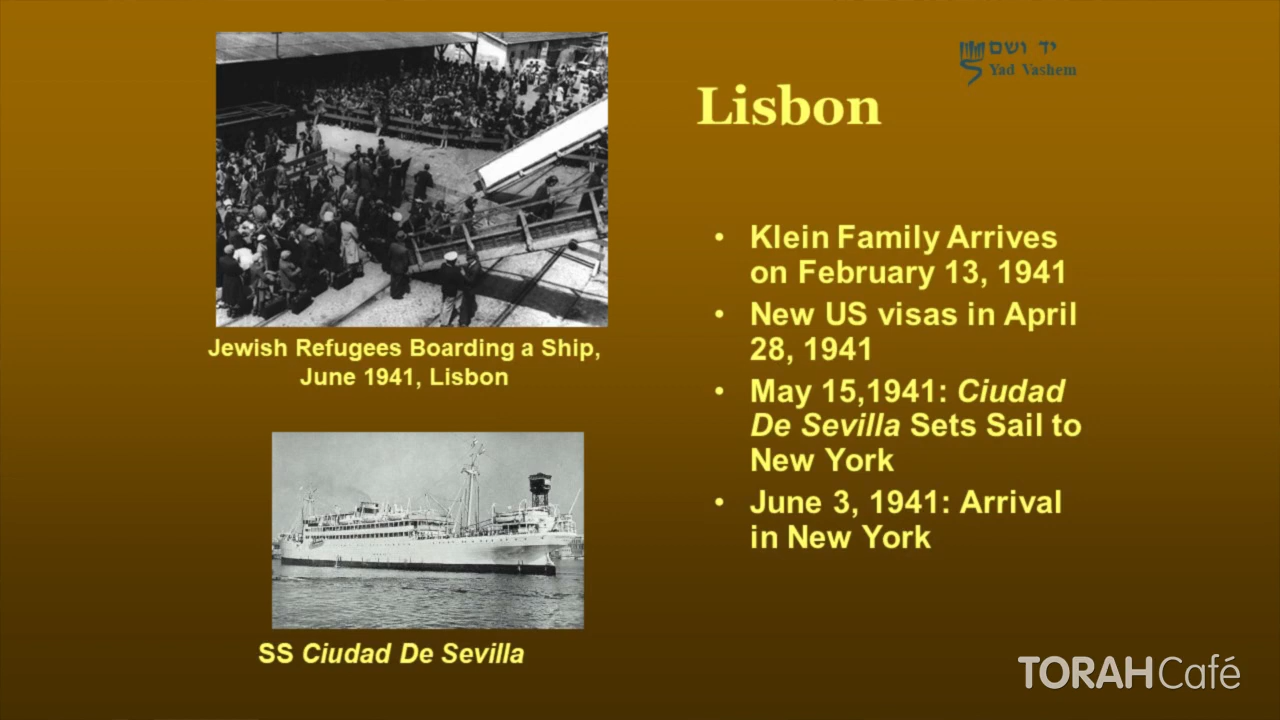 יד ושם
Yad Vashem
Lisbon
Jewish Refugees Boarding a Ship,
June 1941, Lisbon
SS Ciudad De Sevilla
• Klein Family Arrives
on February 13, 1941
• New US visas in April
28, 1941
• May 15,1941: Ciudad
De Sevilla Sets Sail to
New York
• June 3, 1941: Arrival
in New York
TORAHCafé